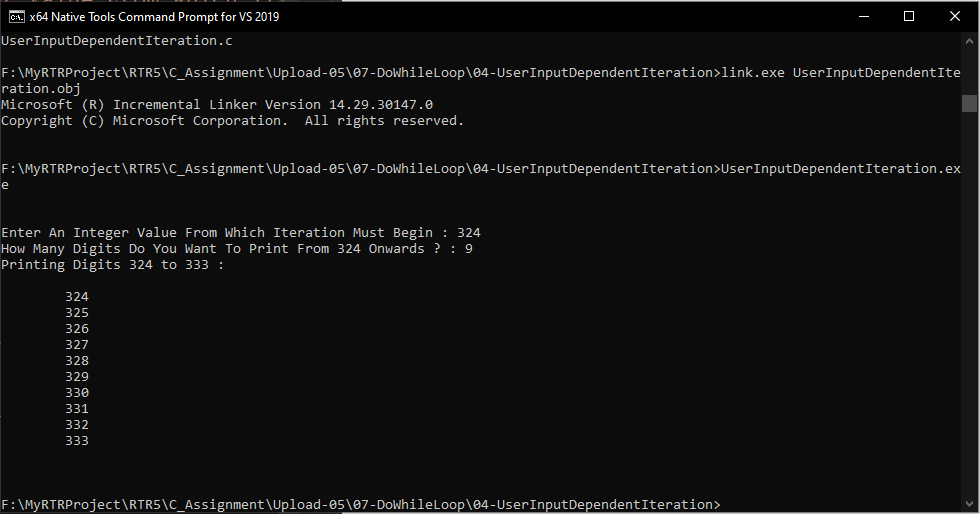 x64 Native Tools Command Prompt for VS 2019
UserInputDependentIteration.c
F:\MyRTRProject\RTR5\C_Assignment\Upload-05\07-DoWhileLoop\04-UserInputDependentIteration>link.exe UserInputDependentIte
ration.obj
Microsoft (R) Incremental Linker Version 14.29.30147.0
Copyright (C) Microsoft Corporation.  All rights reserved.
F:\MyRTRProject\RTR5\C_Assignment\Upload-05\07-DoWhileLoop\04-UserInputDependentIteration>UserInputDependentIteration.ex
e
Enter An Integer Value From Which Iteration Must Begin : 324
How Many Digits Do You Want To Print From 324 Onwards ? : 9
Printing Digits 324 to 333 :
324
325
326
327
328
329
330
331
332
333
F:\MyRTRProject\RTR5\C_Assignment\Upload-05\07-DoWhileLoop\04-UserInputDependentIteration>